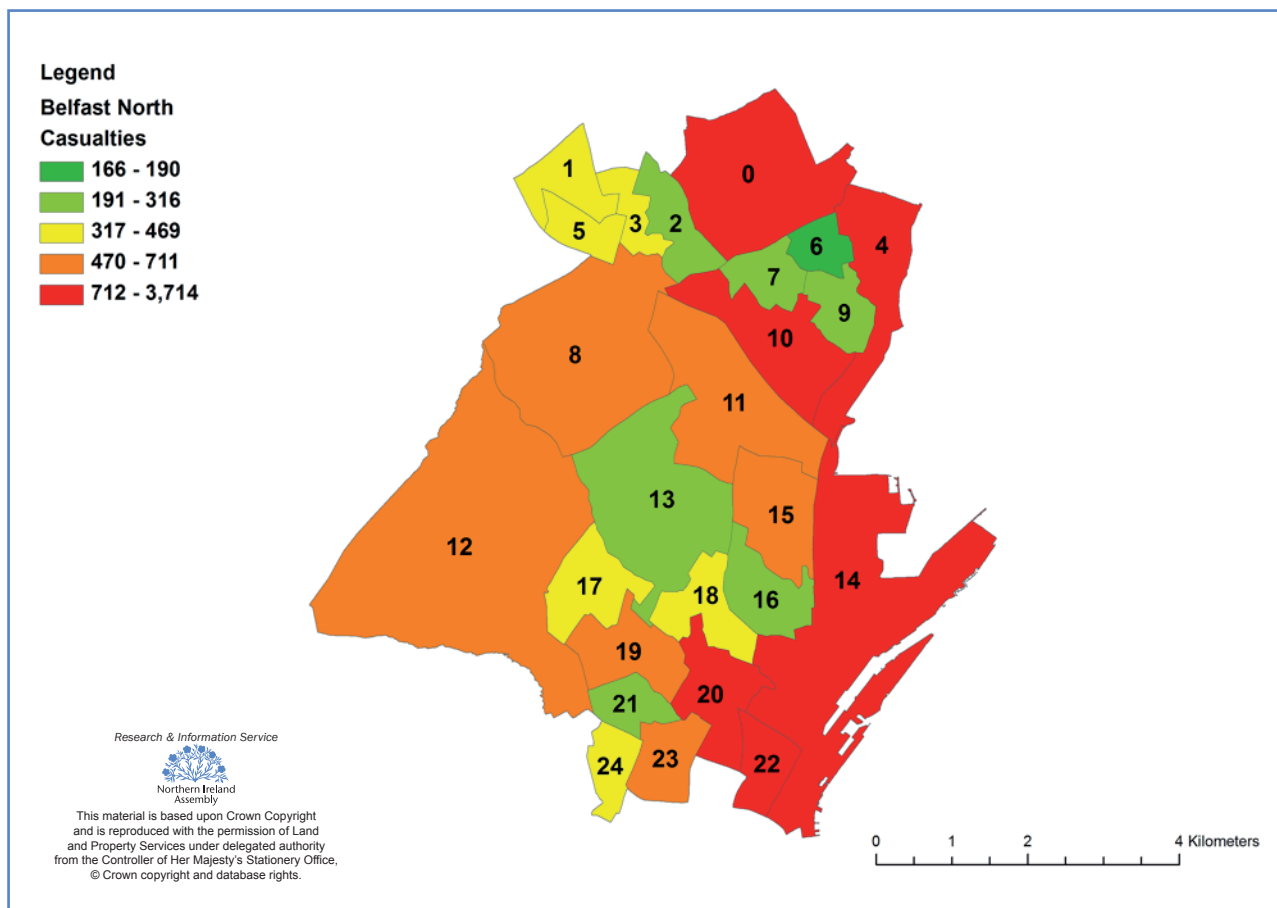 Legend
Belfast North
Casualties
166 - 190
191 - 316
317 - 469
470 - 711
712 - 3,714
0
1
2
3
4
5
6
7
9
10
8
11
13
15
12
14
17
18
16
19
20
21
23
22
24
Research & Information Service
Northern Ireland
Assembly
This material is based upon Crown Copyright
and is reproduced with the permission of Land
and Property Services under delegated authority
from the Controller of Her Majesty's Stationery Office,
© Crown copyright and database rights.
0 1 2 4 Kilometers